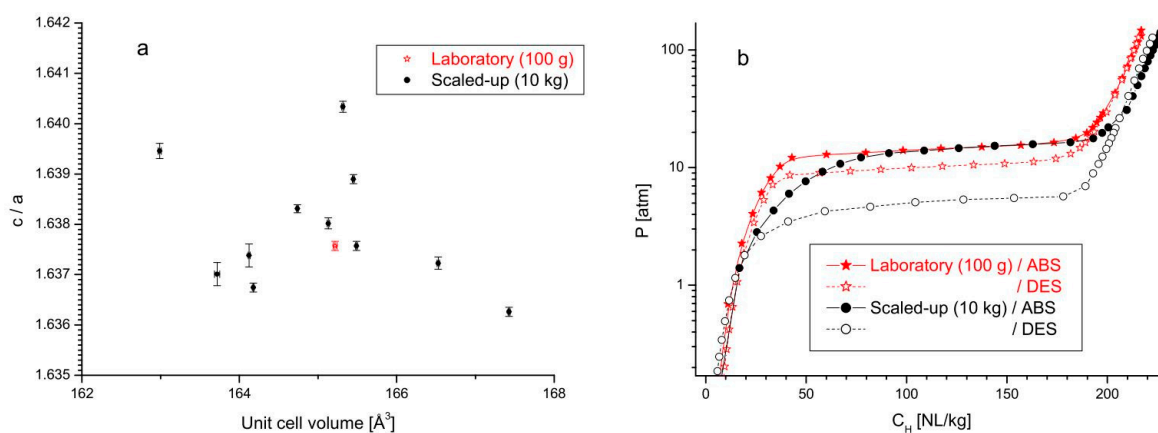 a
1.642
1.641
1.640
1.639
1.638
1.637
1.636
1.635
c / a
162
164
166
168
Unit cell volume [Å³]
Laboratory (100 g)
Scaled-up (10 kg)
b
100
10
1
P [atm]
0
50
100
150
200
C_H [NL/kg]
Laboratory (100 g) / ABS
/ DES
Scaled-up (10 kg) / ABS
/ DES